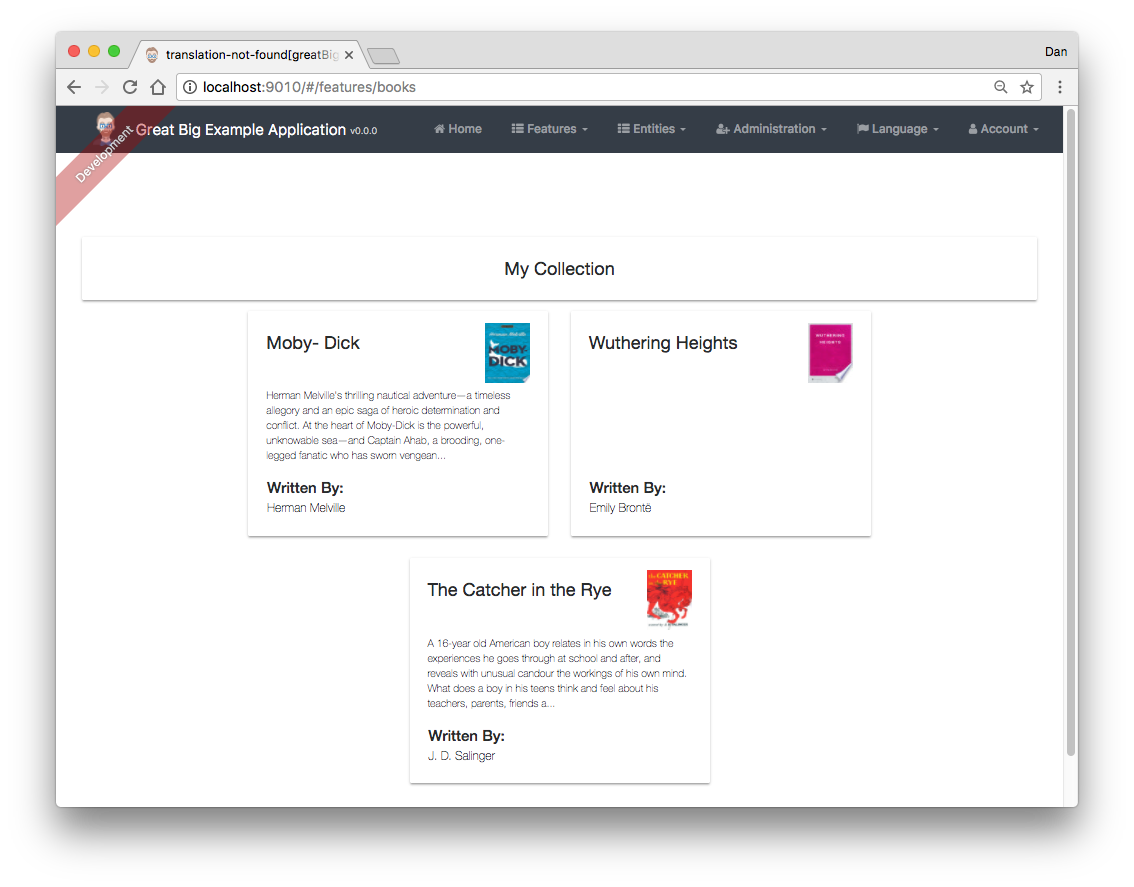 translation-not-found[greatBig
Dan
localhost:9010/#/features/books
Development
Great Big Example Application v0.0.0
Home
Features
Entities
Administration
Language
Account
My Collection
Moby- Dick
MOBY-
DICK
Herman Melville's thrilling nautical adventure—a timeless
allegory and an epic saga of heroic determination and
conflict. At the heart of Moby-Dick is the powerful,
unknowable sea—and Captain Ahab, a brooding, one-
legged fanatic who has sworn vengean...
Written By:
Herman Melville
Wuthering Heights
WUTHERING
HEIGHTS
Written By:
Emily Brontë
The Catcher in the Rye
The CATCHER
in the RYE
A 16-year old American boy relates in his own words the
experiences he goes through at school and after, and
reveals with unusual candour the workings of his own mind.
What does a boy in his teens think and feel about his
teachers, parents, friends a...
Written By:
J. D. Salinger